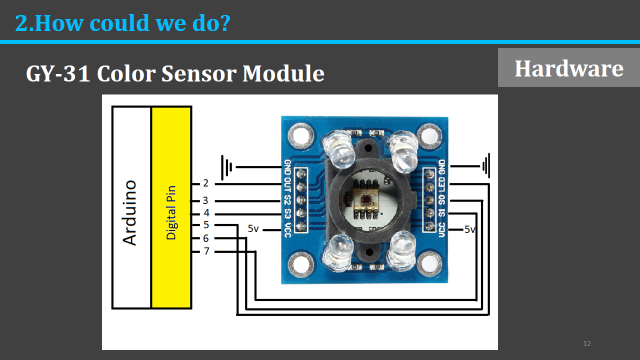 2.How could we do?
GY-31 Color Sensor Module
Hardware
Arduino
Digital Pin
2
3
4
5
6
7
5v
GND OUT S2 S3 VCC
VCC S1 S0 LED GND
5v
12